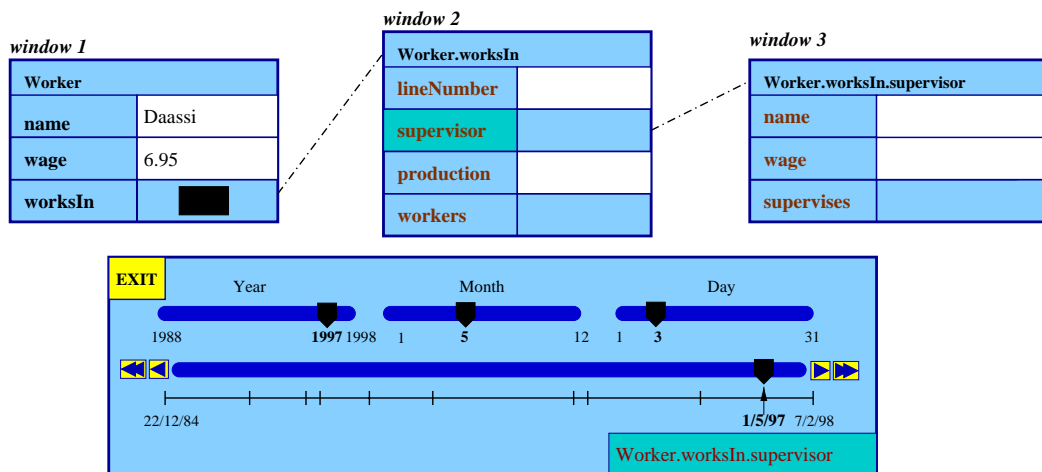 window 1
Worker
name Daassi
wage 6.95
worksIn
window 2
Worker.worksIn
lineNumber
supervisor
production
workers
window 3
Worker.worksIn.supervisor
name
wage
supervises
EXIT
Year Month Day
1988 1997 1998 1 5 12 1 3 31
22/12/84 1/5/97 7/2/98
Worker.worksIn.supervisor